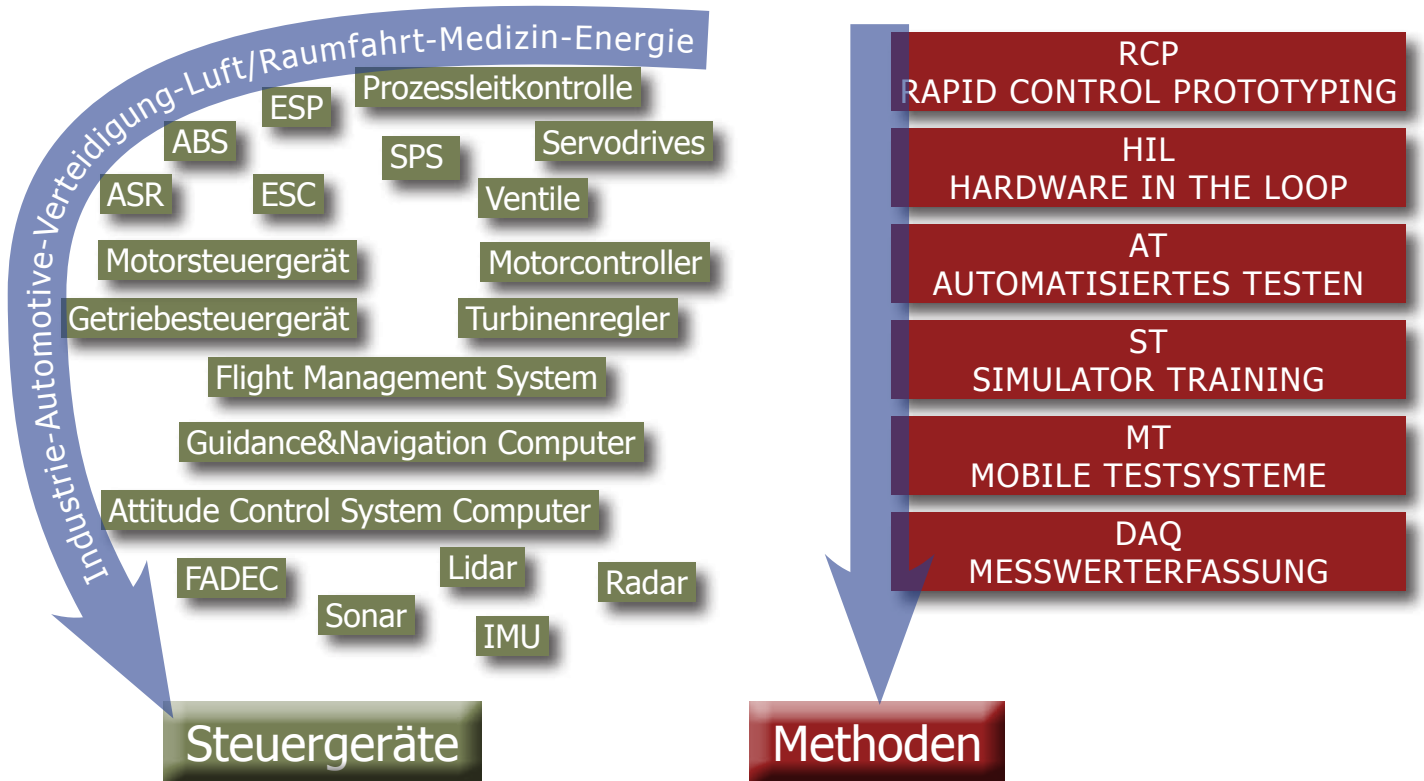 Industrie-Automotive-Verteidigung-Luft/Raumfahrt-Medizin-Energie
Prozessleitkontrolle
ESP
ABS
SPS
Servodrives
ASR
ESC
Ventile
Motorsteuergerät
Motorcontroller
Getriebesteuergerät
Turbinenregler
Flight Management System
Guidance&Navigation Computer
Attitude Control System Computer
FADEC
Lidar
Radar
Sonar
IMU
Steuergeräte
RCP
RAPID CONTROL PROTOTYPING
HIL
HARDWARE IN THE LOOP
AT
AUTOMATISIERTES TESTEN
ST
SIMULATOR TRAINING
MT
MOBILE TESTSYSTEME
DAQ
MESSWERTERFASSUNG
Methoden